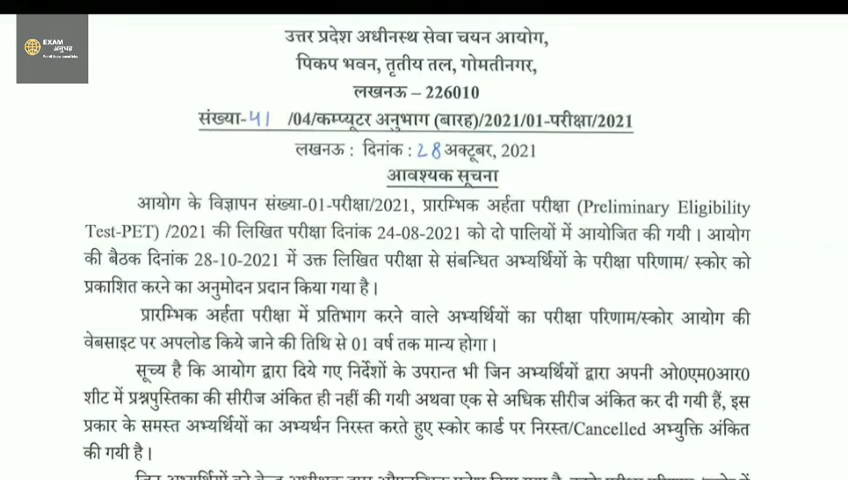 EXAM
अनुभव
उत्तर प्रदेश अधीनस्थ सेवा चयन आयोग,
पिकप भवन, तृतीय तल, गोमतीनगर,
लखनऊ – 226010
संख्या-41 /04/कम्प्यूटर अनुभाग (बारह)/2021/01-परीक्षा/2021
लखनऊ : दिनांक : 28 अक्टूबर, 2021
आवश्यक सूचना
आयोग के विज्ञापन संख्या-01-परीक्षा/2021, प्रारम्भिक अर्हता परीक्षा (Preliminary Eligibility
Test-PET) /2021 की लिखित परीक्षा दिनांक 24-08-2021 को दो पालियों में आयोजित की गयी। आयोग
की बैठक दिनांक 28-10-2021 में उक्त लिखित परीक्षा से संबन्धित अभ्यर्थियों के परीक्षा परिणाम/ स्कोर को
प्रकाशित करने का अनुमोदन प्रदान किया गया है।
प्रारम्भिक अर्हता परीक्षा में प्रतिभाग करने वाले अभ्यर्थियों का परीक्षा परिणाम/स्कोर आयोग की
वेबसाइट पर अपलोड किये जाने की तिथि से 01 वर्ष तक मान्य होगा।
सूच्य है कि आयोग द्वारा दिये गए निर्देशों के उपरान्त भी जिन अभ्यर्थियों द्वारा अपनी ओ0एम0आर0
शीट में प्रश्नपुस्तिका की सीरीज अंकित ही नहीं की गयी अथवा एक से अधिक सीरीज अंकित कर दी गयी हैं, इस
प्रकार के समस्त अभ्यर्थियों का अभ्यर्थन निरस्त करते हुए स्कोर कार्ड पर निरस्त/Cancelled अभ्युक्ति अंकित
की गयी है।